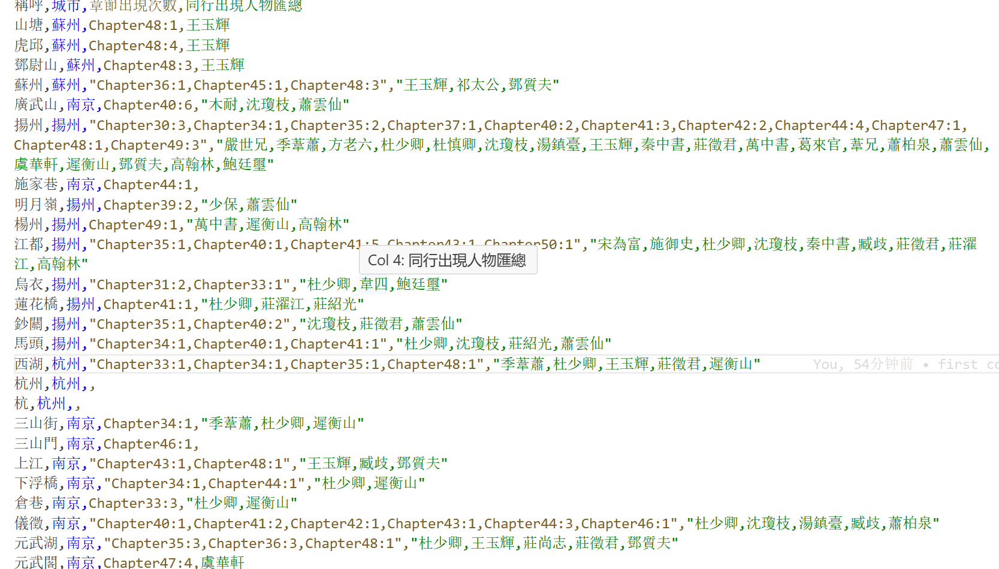 稱呼,城市,章節出現次數,同行出現人物匯總
山塘,蘇州,Chapter48:1,王玉輝
虎邱,蘇州,Chapter48:4,王玉輝
鄧尉山,蘇州,Chapter48:3,王玉輝
蘇州,蘇州,"Chapter36:1,Chapter45:1,Chapter48:3","王玉輝,祁太公,鄧質夫"
廣武山,南京,Chapter40:6,"木耐,沈瓊枝,蕭雲仙"
揚州,揚州,"Chapter30:3,Chapter34:1,Chapter35:2,Chapter37:1,Chapter40:2,Chapter41:3,Chapter42:2,Chapter44:4,Chapter47:1,
Chapter48:1,Chapter49:3","嚴世兄,季葦蕭,方老六,杜少卿,杜慎卿,沈瓊枝,湯鎮臺,王玉輝,秦中書,莊徵君,萬中書,葛來官,葦兄,蕭柏泉,蕭雲仙,
虞華軒,遲衡山,鄧質夫,高翰林,鮑廷璽"
施家巷,南京,Chapter44:1,
明月嶺,揚州,Chapter39:2,"少保,蕭雲仙"
楊州,揚州,Chapter49:1,"萬中書,遲衡山,高翰林"
江都,揚州,"Chapter35:1,Chapter40:1,Chapter41:5,Chapter43:1,Chapter50:1","宋為富,施御史,杜少卿,沈瓊枝,秦中書,臧歧,莊徵君,莊濯
江,高翰林"
Col 4: 同行出現人物匯總
烏衣,揚州,"Chapter31:2,Chapter33:1","杜少卿,韋四,鮑廷璽"
蓮花橋,揚州,Chapter41:1,"杜少卿,莊濯江,莊紹光"
鈔關,揚州,"Chapter35:1,Chapter40:2","沈瓊枝,莊徵君,蕭雲仙"
馬頭,揚州,"Chapter34:1,Chapter40:1,Chapter41:1","杜少卿,沈瓊枝,莊紹光,蕭雲仙"
西湖,杭州,"Chapter33:1,Chapter34:1,Chapter35:1,Chapter48:1","季葦蕭,杜少卿,王玉輝,莊徵君,遲衡山" You, 54分钟前 • first co
杭州,杭州,,
杭,杭州,,
三山街,南京,Chapter34:1,"季葦蕭,杜少卿,遲衡山"
三山門,南京,Chapter46:1,
上江,南京,"Chapter43:1,Chapter48:1","王玉輝,臧歧,鄧質夫"
下浮橋,南京,"Chapter34:1,Chapter44:1","杜少卿,遲衡山"
倉巷,南京,Chapter33:3,"杜少卿,遲衡山"
儀徵,南京,"Chapter40:1,Chapter41:2,Chapter42:1,Chapter43:1,Chapter44:3,Chapter46:1","杜少卿,沈瓊枝,湯鎮臺,臧歧,蕭柏泉"
元武湖,南京,"Chapter35:3,Chapter36:3,Chapter48:1","杜少卿,王玉輝,莊尚志,莊徵君,鄧質夫"
元武閣,南京,Chapter47:4,虞華軒